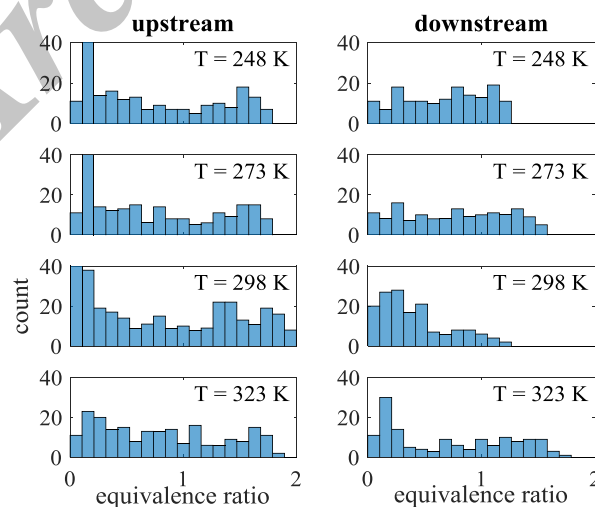 upstream downstream
40 T = 248 K 40 T = 248 K
20 20
0 0
40 T = 273 K 40 T = 273 K
20 20
0 0
40 T = 298 K 40 T = 298 K
20 20
0 0
count
40 T = 323 K 40 T = 323 K
20 20
0 0
0 1 2 0 1 2
equivalence ratio equivalence ratio